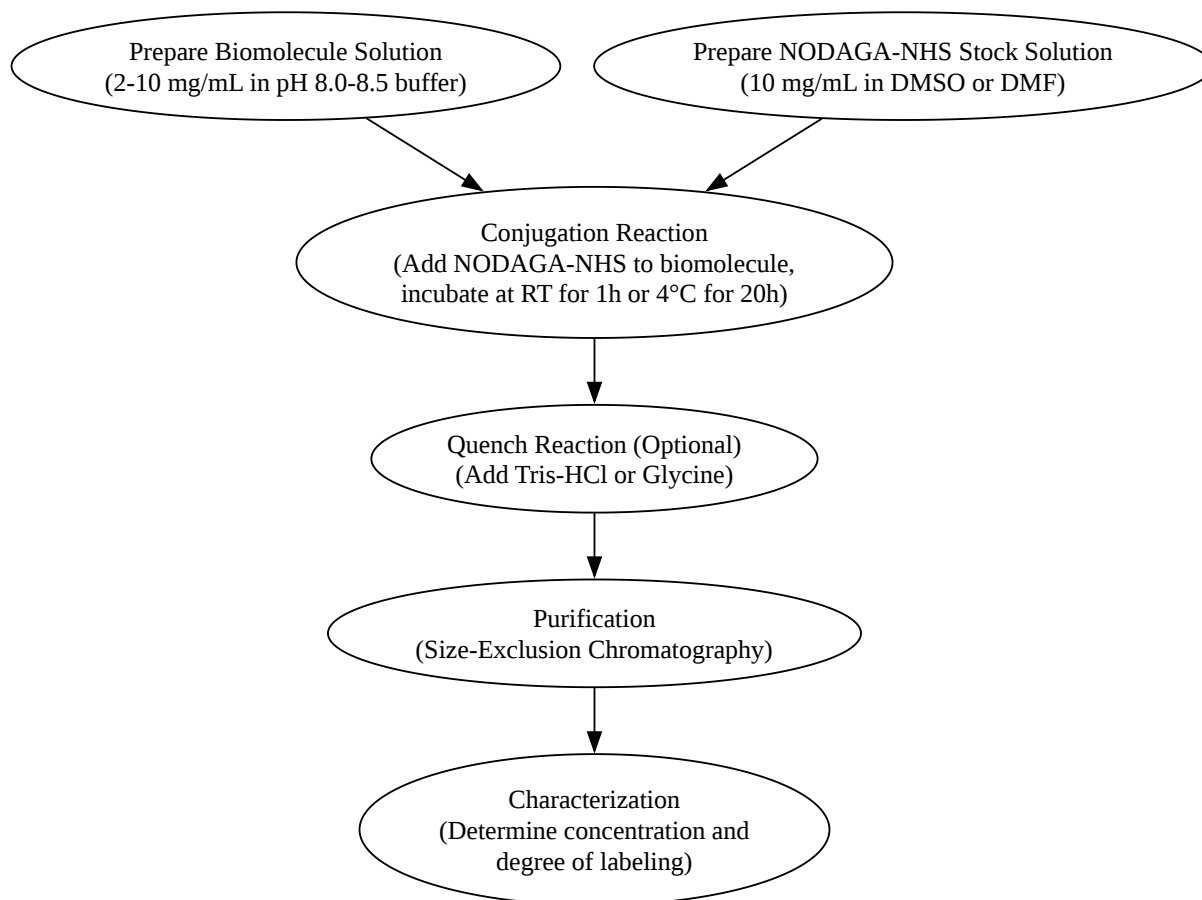 Prepare Biomolecule Solution
(2-10 mg/mL in pH 8.0-8.5 buffer)
Prepare NODAGA-NHS Stock Solution
(10 mg/mL in DMSO or DMF)
Conjugation Reaction
(Add NODAGA-NHS to biomolecule,
incubate at RT for 1h or 4°C for 20h)
Quench Reaction (Optional)
(Add Tris-HCl or Glycine)
Purification
(Size-Exclusion Chromatography)
Characterization
(Determine concentration and
degree of labeling)